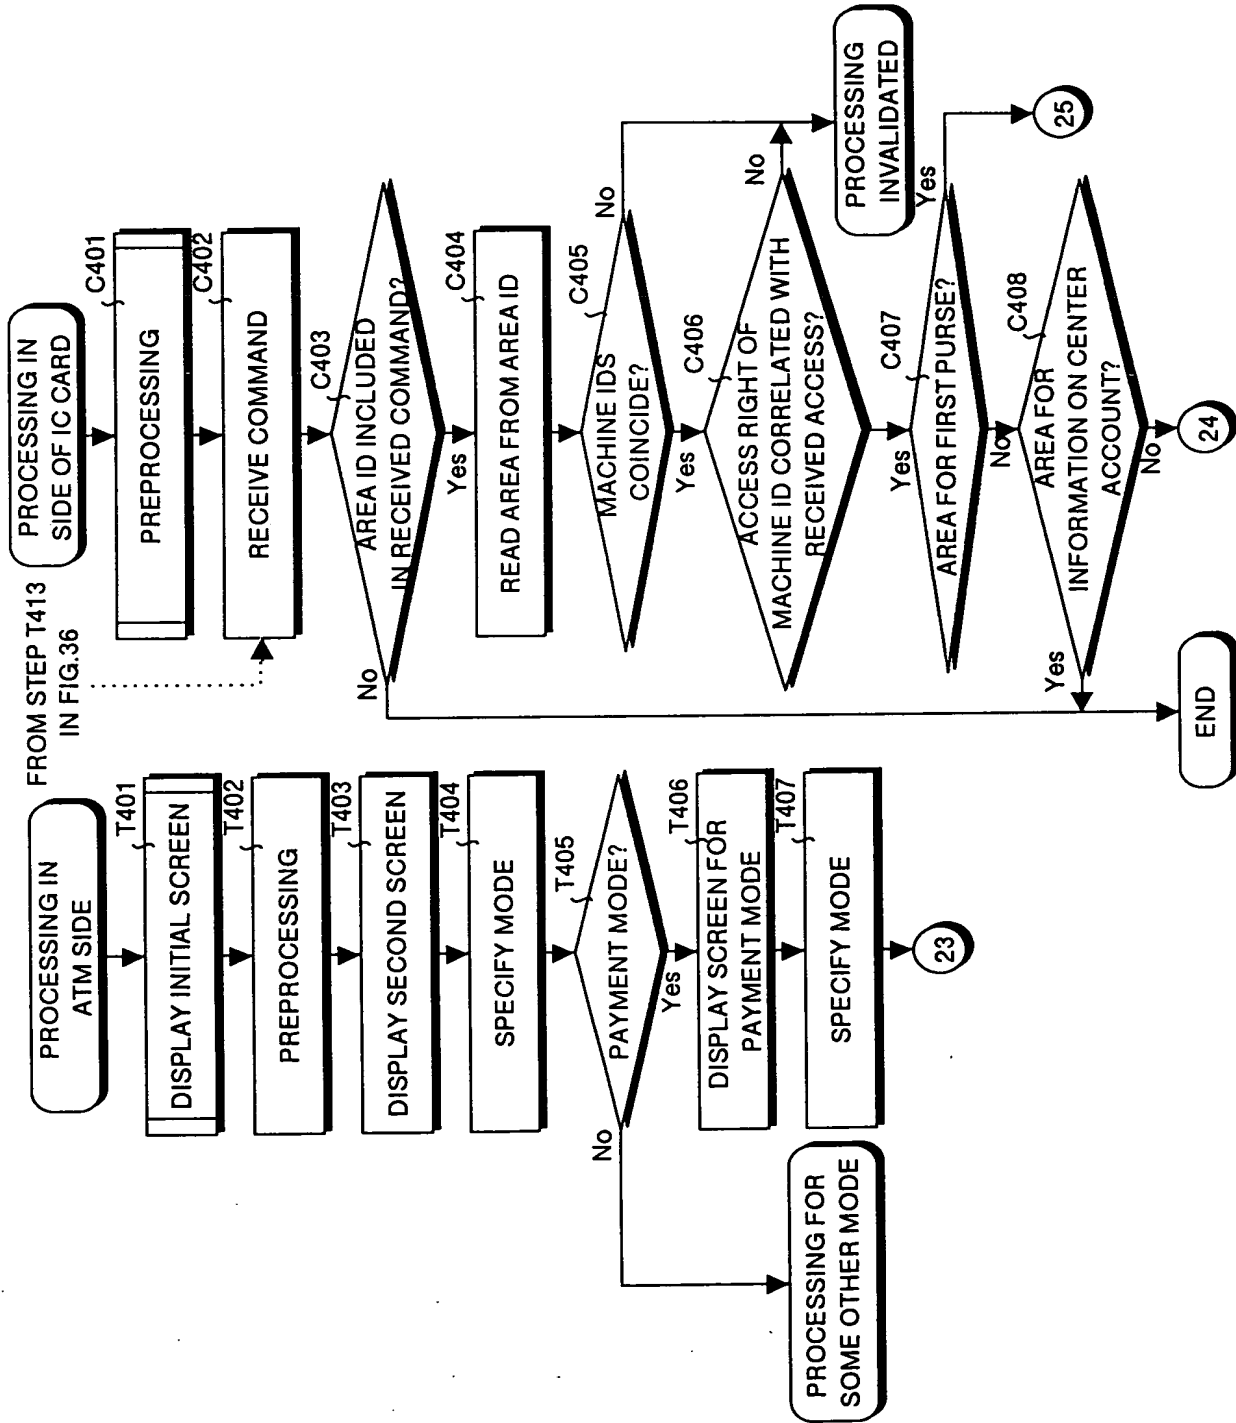 PROCESSING IN
ATM SIDE
T401
DISPLAY INITIAL SCREEN
T402
PREPROCESSING
T403
DISPLAY SECOND SCREEN
T404
SPECIFY MODE
T405
PAYMENT MODE?
No
Yes
T406
DISPLAY SCREEN FOR
PAYMENT MODE
T407
SPECIFY MODE
23
PROCESSING FOR
SOME OTHER MODE
FROM STEP T413
IN FIG.36
PROCESSING IN
SIDE OF IC CARD
C401
PREPROCESSING
C402
RECEIVE COMMAND
C403
AREA ID INCLUDED
IN RECEIVED COMMAND?
No
Yes
C404
READ AREA FROM AREA ID
C405
MACHINE IDS
COINCIDE?
No
Yes
C406
ACCESS RIGHT OF
MACHINE ID CORRELATED WITH
RECEIVED ACCESS?
No
Yes
PROCESSING
INVALIDATED
C407
AREA FOR FIRST PURSE?
Yes
No
25
C408
AREA FOR
INFORMATION ON CENTER
ACCOUNT?
Yes
No
24
END